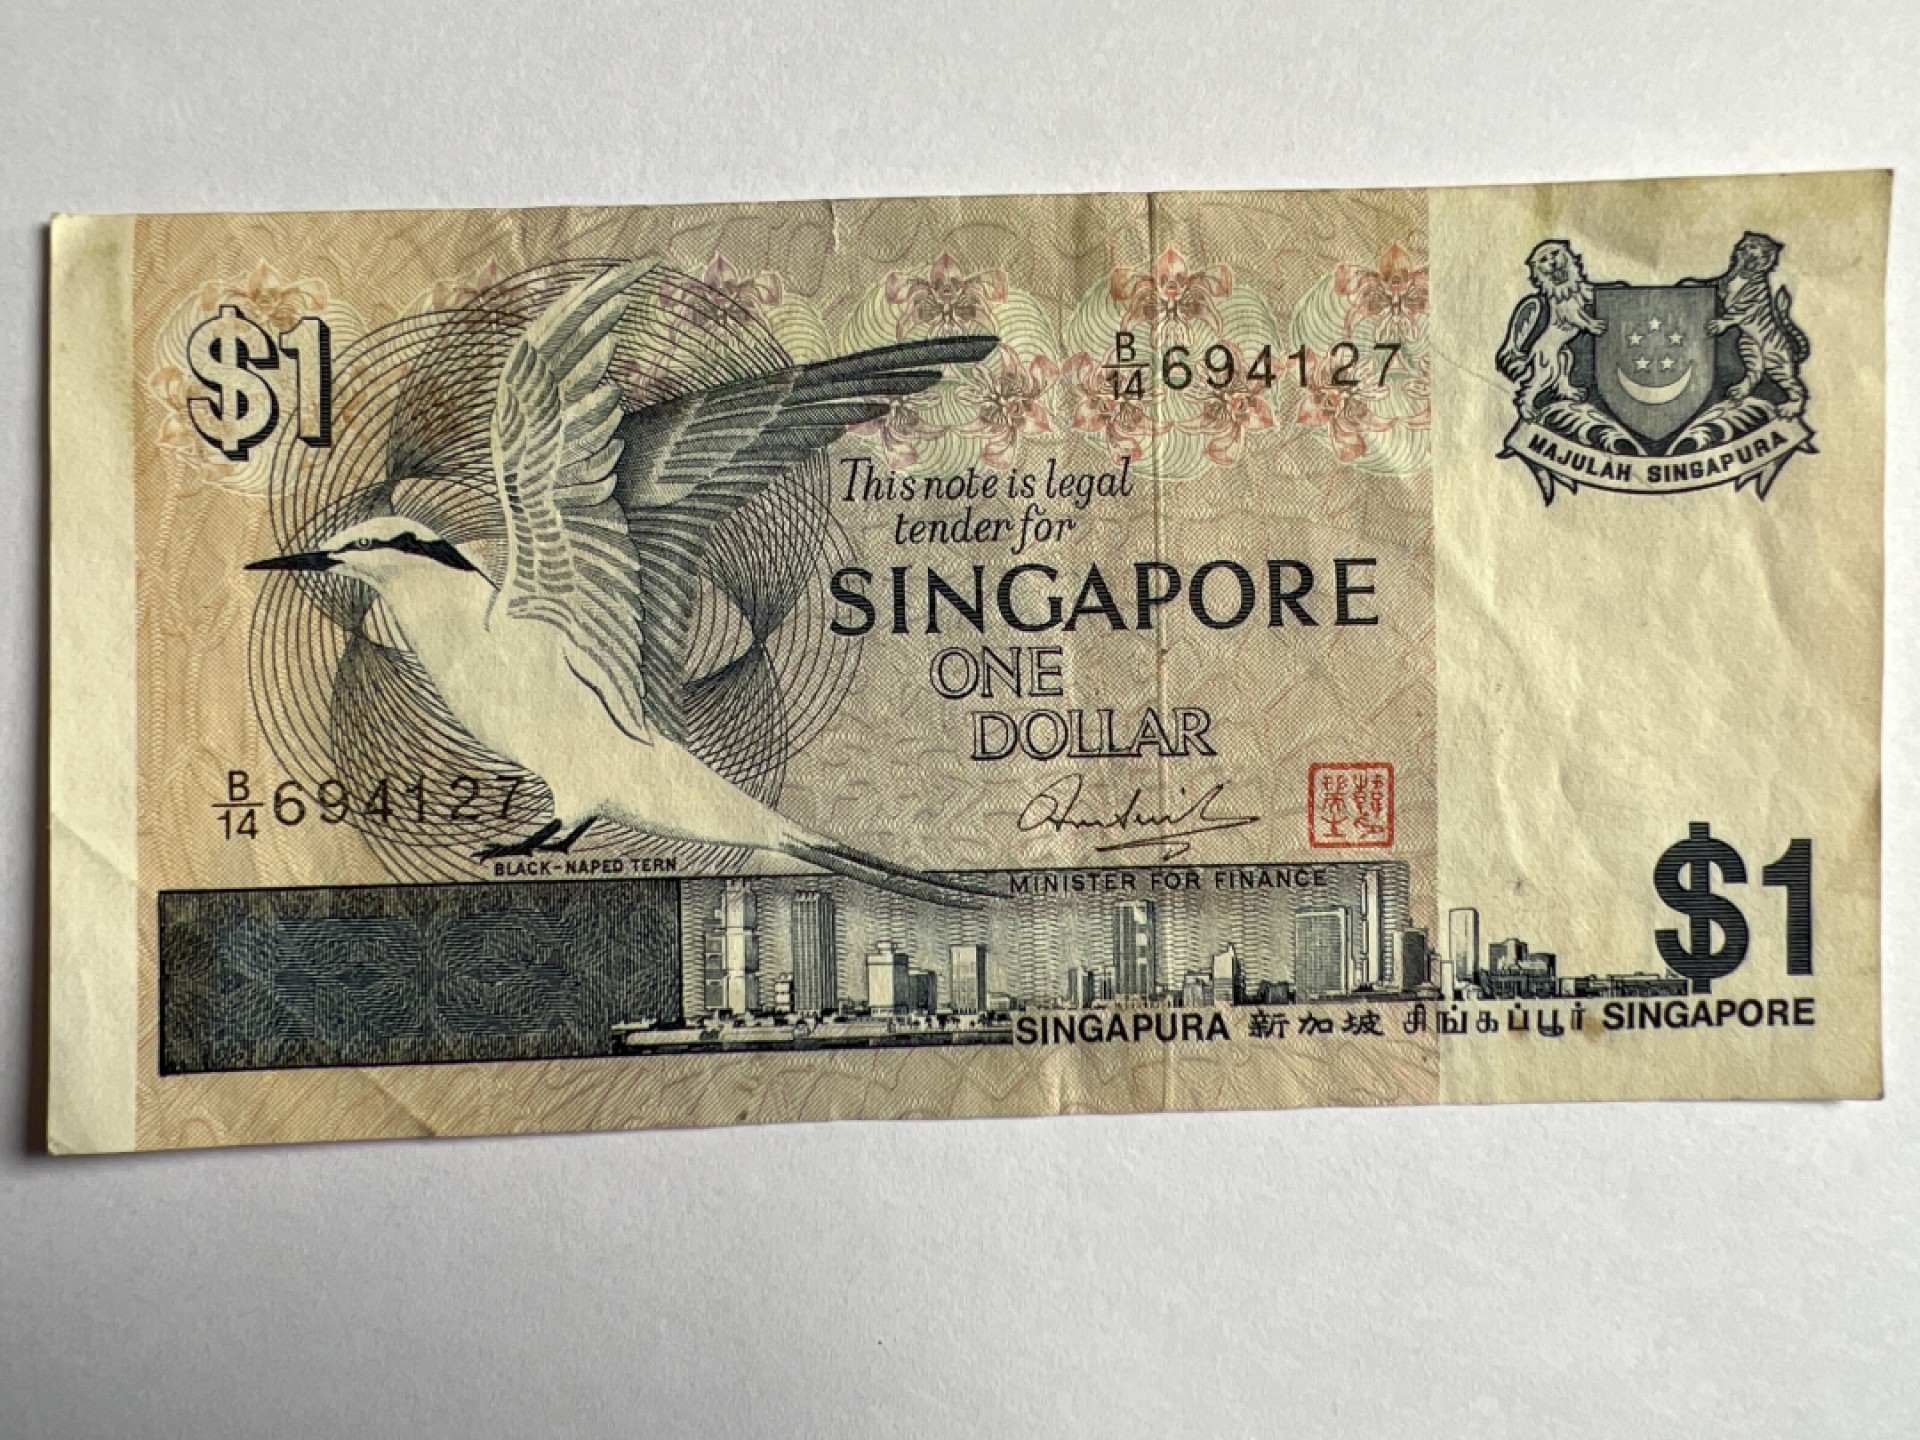 $1
B/14 694127
MAJULAH SINGAPURA
This note is legal
tender for
SINGAPORE
ONE
DOLLAR
B/14 694127
BLACK-NAPED TERN
MINISTER FOR FINANCE
$1
SINGAPURA 新加坡 சிங்கப்பூர் SINGAPORE